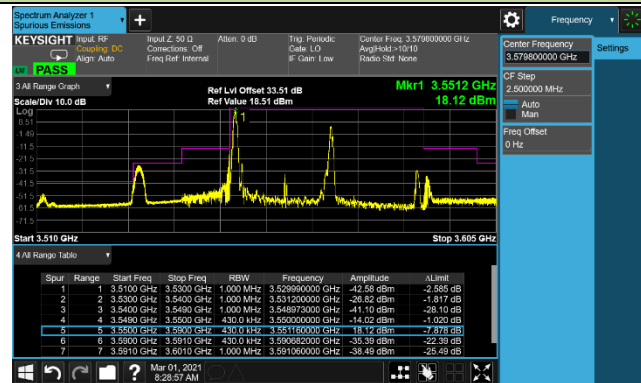 Spectrum Analyzer 1
Spurious Emissions
Frequency
KEYSIGHT
Input: RF
Coupling: DC
Align: Auto
Input Z: 50 Ω
Corrections: Off
Freq Ref: Internal
Atten: 0 dB
Trig: Periodic
Gate: LO
IF Gain: Low
Center Freq: 3.579800000 GHz
Avg|Hold:>10/10
Radio Std: None
PASS
Center Frequency
3.579800000 GHz
Settings
CF Step
2.500000 MHz
Auto
Man
Freq Offset
0 Hz
3 All Range Graph
Scale/Div 10.0 dB
Ref Lvl Offset 33.51 dB
Ref Value 18.51 dBm
Mkr1 3.5512 GHz
18.12 dBm
Log
8.51
-1.49
-11.5
-21.5
-31.5
-41.5
-51.5
-61.5
-71.5
1
Start 3.510 GHz
Stop 3.605 GHz
4 All Range Table
Spur Range Start Freq Stop Freq RBW Frequency Amplitude ΔLimit
1 1 3.5100 GHz 3.5300 GHz 1.000 MHz 3.529990000 GHz -42.58 dBm -2.585 dB
2 2 3.5300 GHz 3.5400 GHz 1.000 MHz 3.531200000 GHz -26.82 dBm -1.817 dB
3 3 3.5400 GHz 3.5490 GHz 1.000 MHz 3.548973000 GHz -41.10 dBm -28.10 dB
4 4 3.5490 GHz 3.5500 GHz 430.0 kHz 3.550000000 GHz -14.02 dBm -1.020 dB
5 5 3.5500 GHz 3.5900 GHz 430.0 kHz 3.551160000 GHz 18.12 dBm -7.878 dB
6 6 3.5900 GHz 3.5910 GHz 430.0 kHz 3.590682000 GHz -35.39 dBm -22.39 dB
7 7 3.5910 GHz 3.6010 GHz 1.000 MHz 3.591060000 GHz -38.49 dBm -25.49 dB
Mar 01, 2021
8:28:57 AM